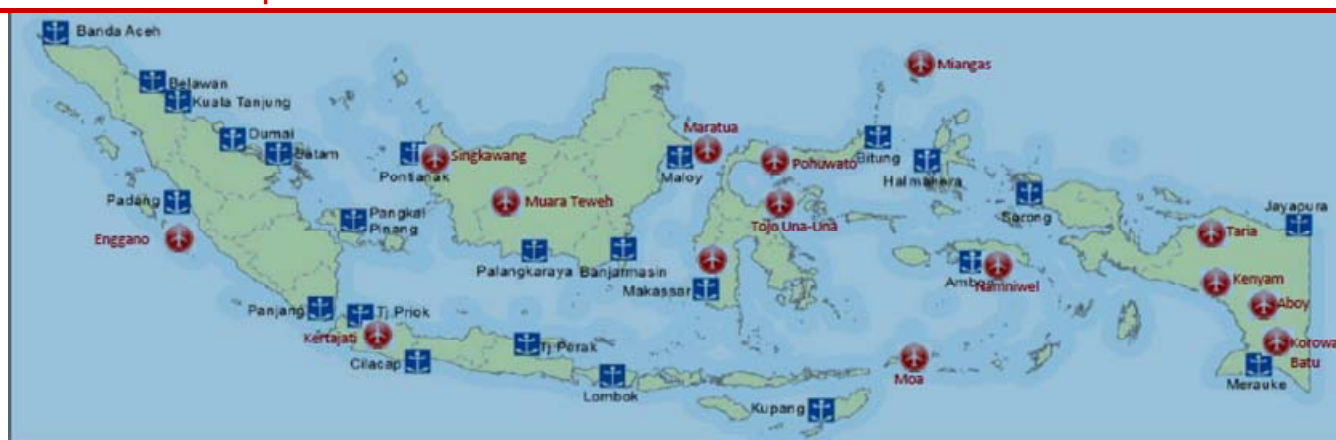 Banda Aceh
Miangas
Belawan
Kuala Tanjung
Dumai
Batam
Maratua
Singkawang
Pontianak
Pohuwato
Bitung
Maloy
Halmahera
Padang
Muara Teweh
Pangkal
Pinang
Sorong
Jayapura
Tojo Una-Una
Taria
Enggano
Palangkaraya
Banjarmasin
Makassar
Ambon
Namniwel
Kenyam
Aboy
Panjang
Tj.Priok
Kertajati
Tj.Perak
Korowa
Batu
Cilacap
Moa
Merauke
Lombok
Kupang